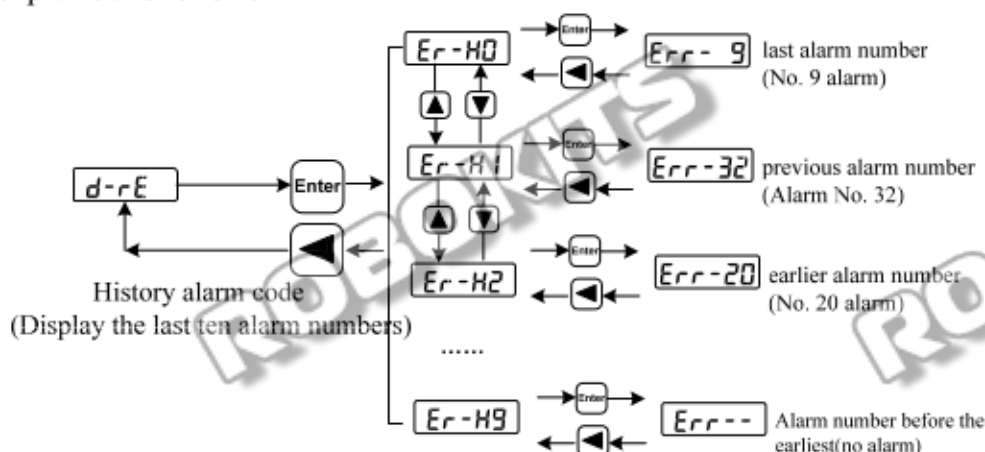 Er-H0
Enter
Err- 9
last alarm number
(No. 9 alarm)
d-rE
Enter
Er-H1
Enter
Err-32
previous alarm number
(Alarm No. 32)
History alarm code
(Display the last ten alarm numbers)
Er-H2
Enter
Err-20
earlier alarm number
(No. 20 alarm)
......
Er-H9
Enter
Err--
Alarm number before the
earliest(no alarm)
ROBOKITS
RO